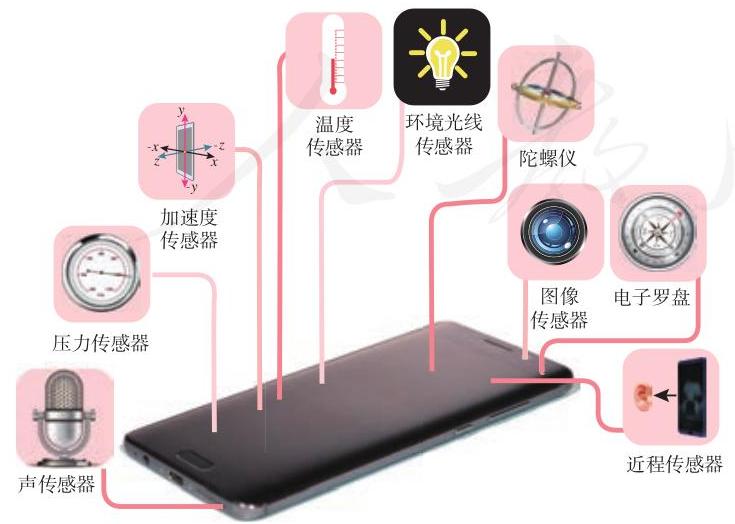 温度
传感器
环境光线
传感器
陀螺仪
y
-x
-z
z
x
-y
加速度
传感器
图像
传感器
电子罗盘
压力传感器
近程传感器
声传感器